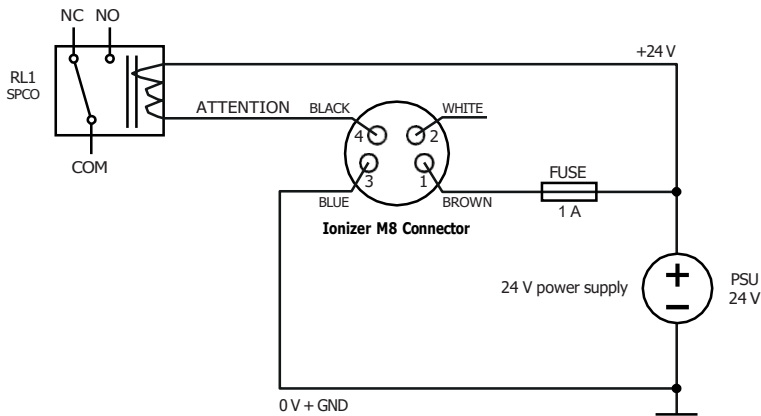 NC NO
RL1
SPCO
COM
+24 V
ATTENTION
BLACK
WHITE
4
2
3
1
BLUE
BROWN
FUSE
1 A
Ionizer M8 Connector
24 V power supply
+
–
PSU
24 V
0 V + GND